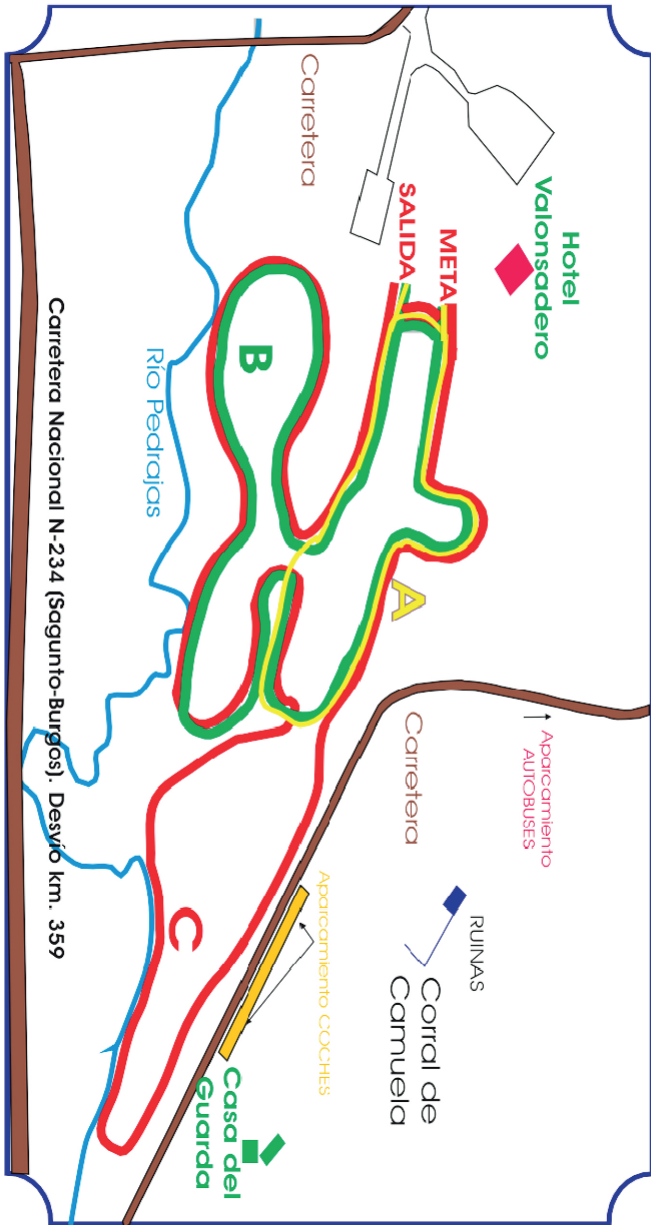 Hotel
Valonsadero
Aparcamiento
AUTOBUSES
RUINAS
META
SALIDA
A
Carretera
Corral de
Camuela
Carretera
Aparcamiento COCHES
B
Casa del
Guarda
C
Río Pedrajas
Carretera Nacional N-234 (Sagunto-Burgos). Desvío km. 359